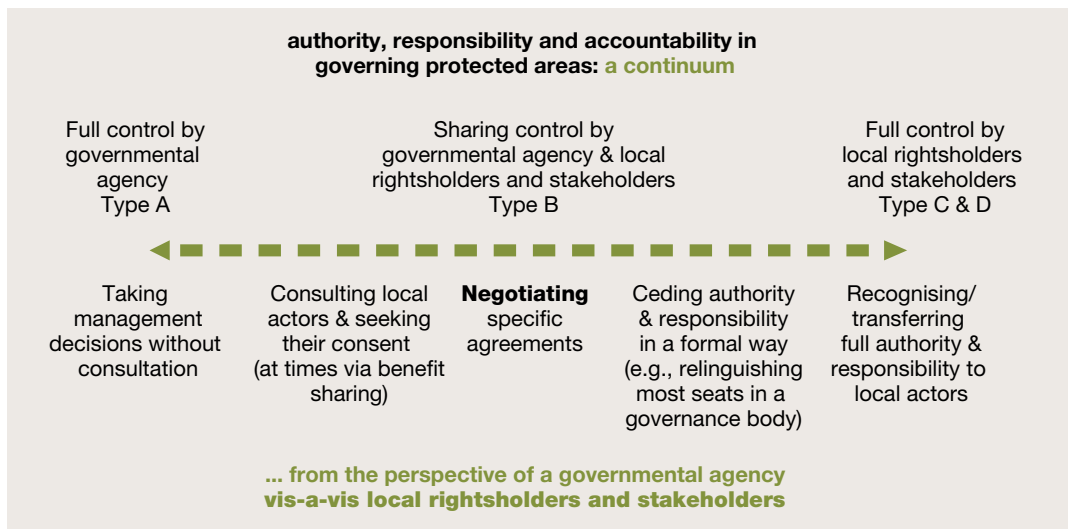 authority, responsibility and accountability in
governing protected areas: a continuum
Full control by
governmental
agency
Type A
Sharing control by
governmental agency & local
rightsholders and stakeholders
Type B
Full control by
local rightsholders
and stakeholders
Type C & D
Taking
management
decisions without
consultation
Consulting local
actors & seeking
their consent
(at times via benefit
sharing)
Negotiating
specific
agreements
Ceding authority
& responsibility
in a formal way
(e.g., relinguishing
most seats in a
governance body)
Recognising/
transferring
full authority &
responsibility to
local actors
... from the perspective of a governmental agency
vis-a-vis local rightsholders and stakeholders